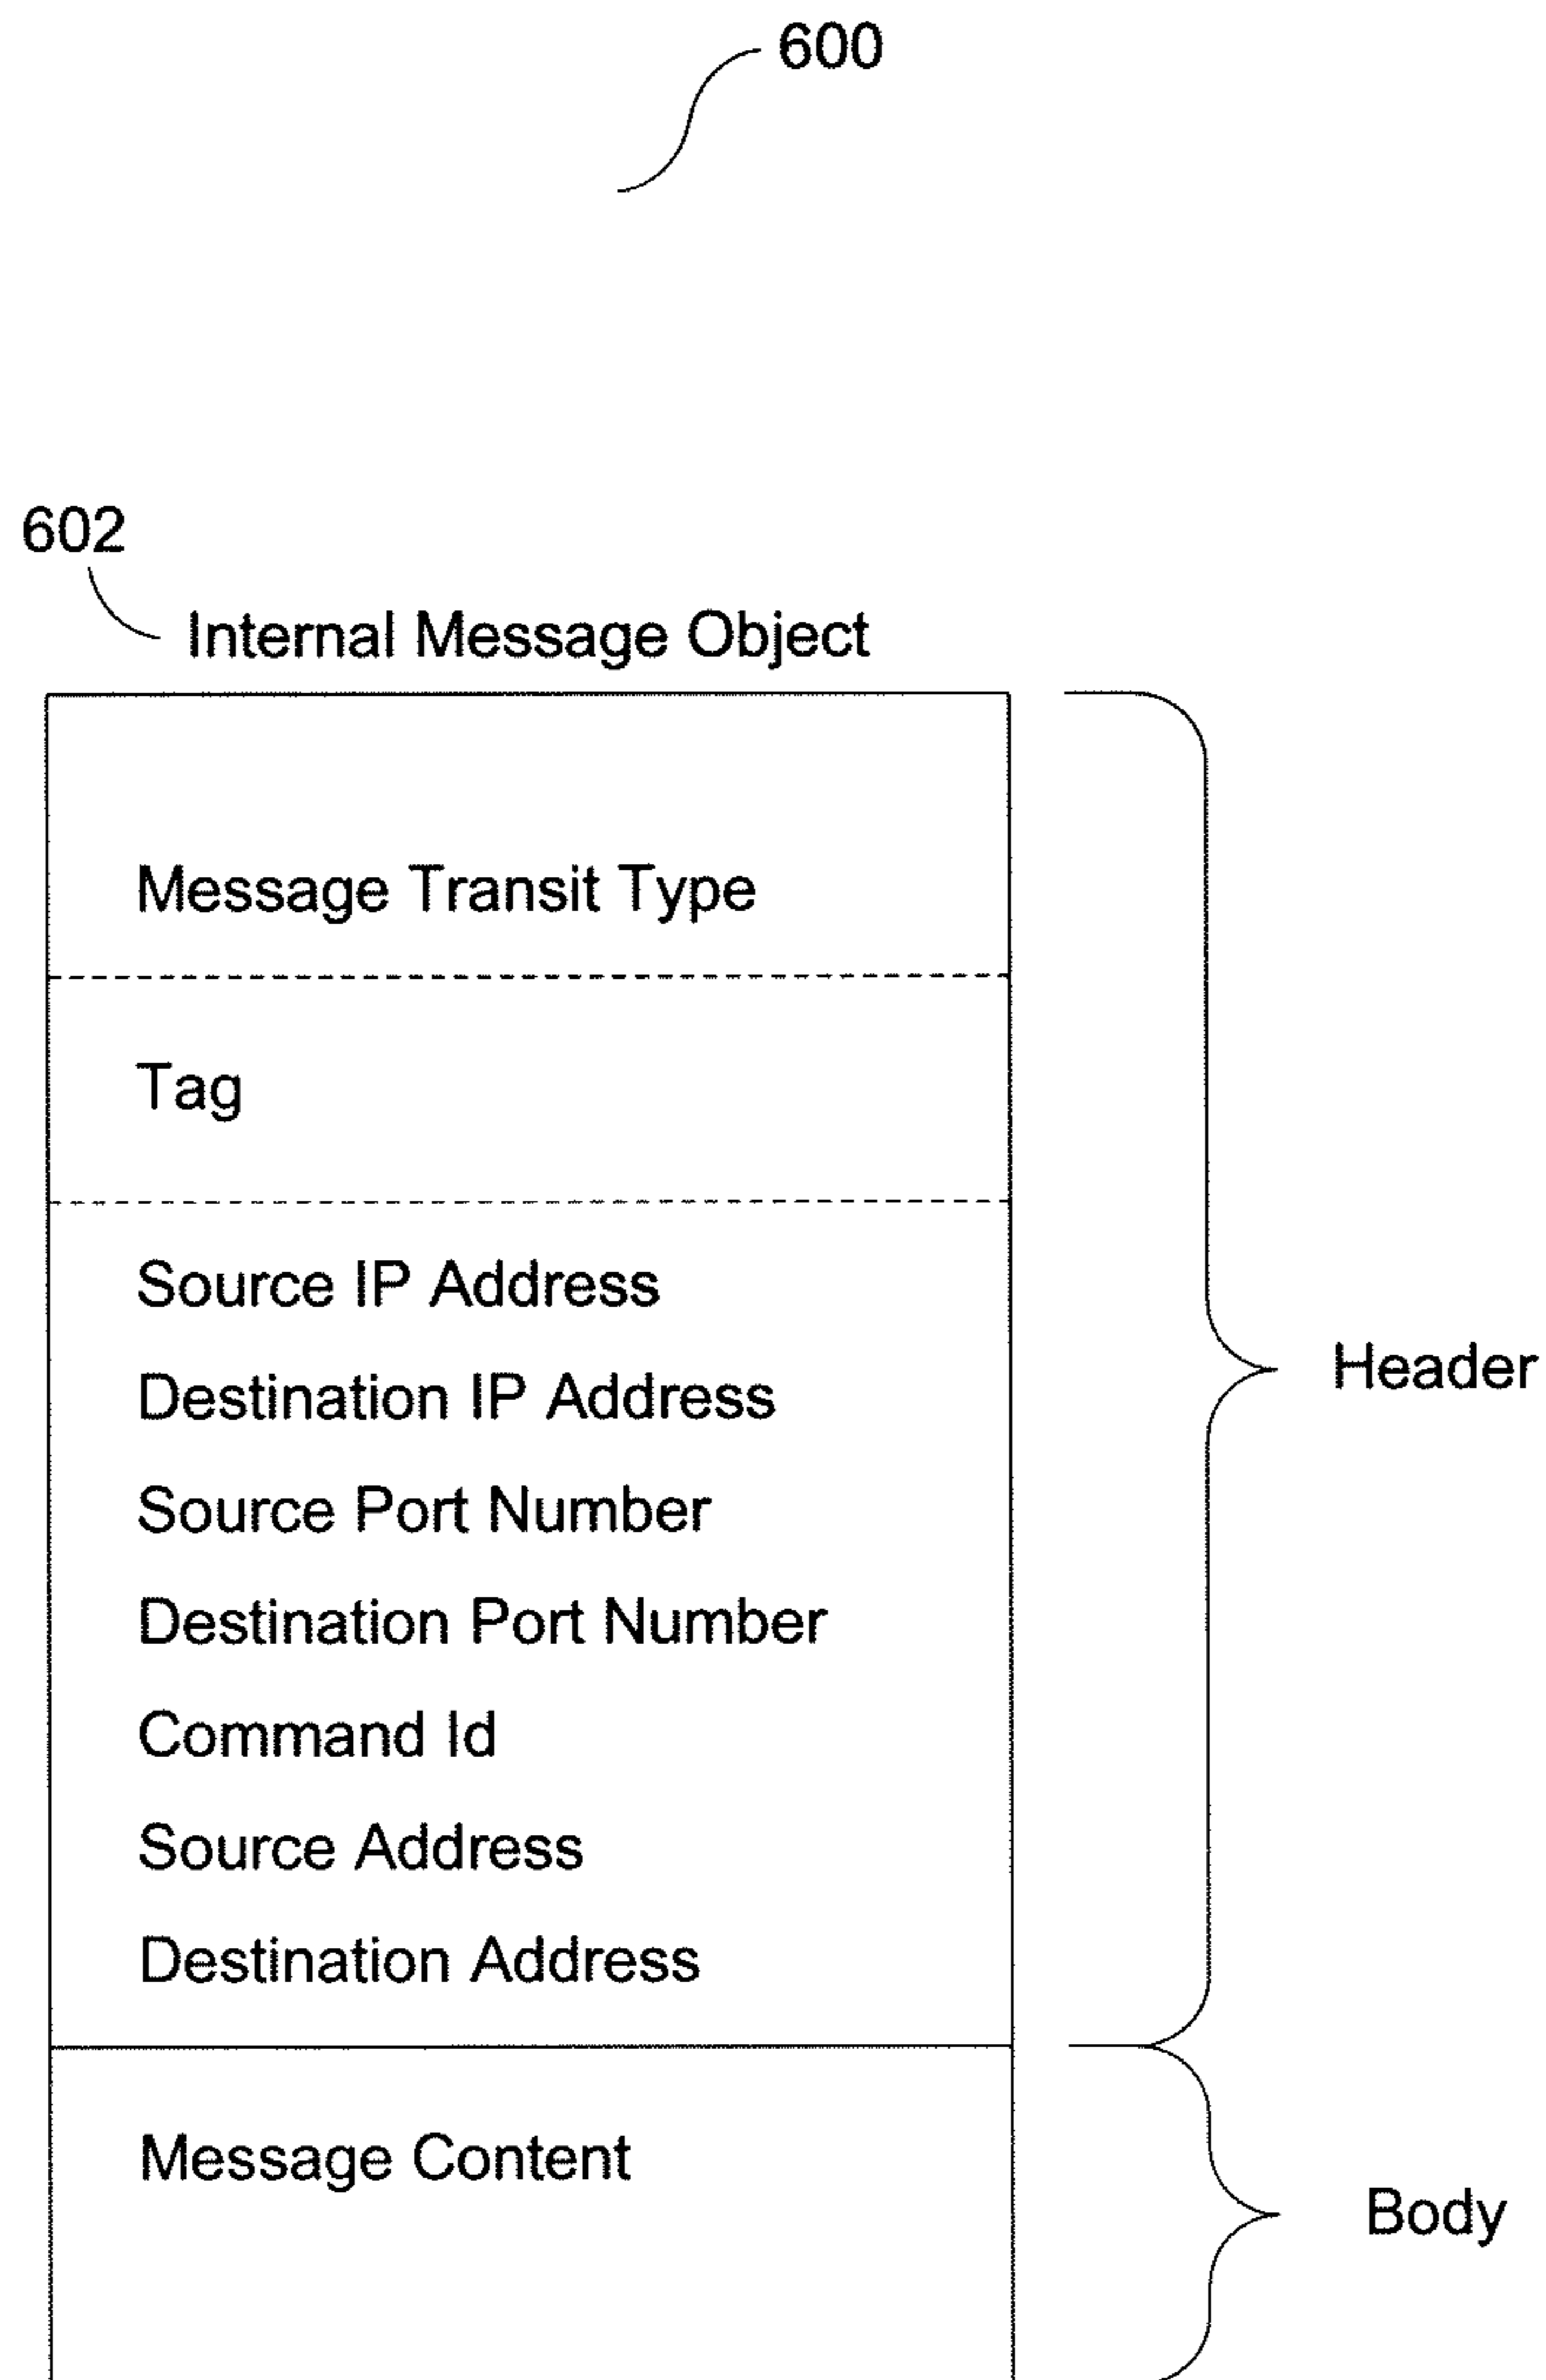 600
602
Internal Message Object
Message Transit Type
Tag
Source IP Address
Destination IP Address
Source Port Number
Destination Port Number
Command Id
Source Address
Destination Address
Header
Message Content
Body